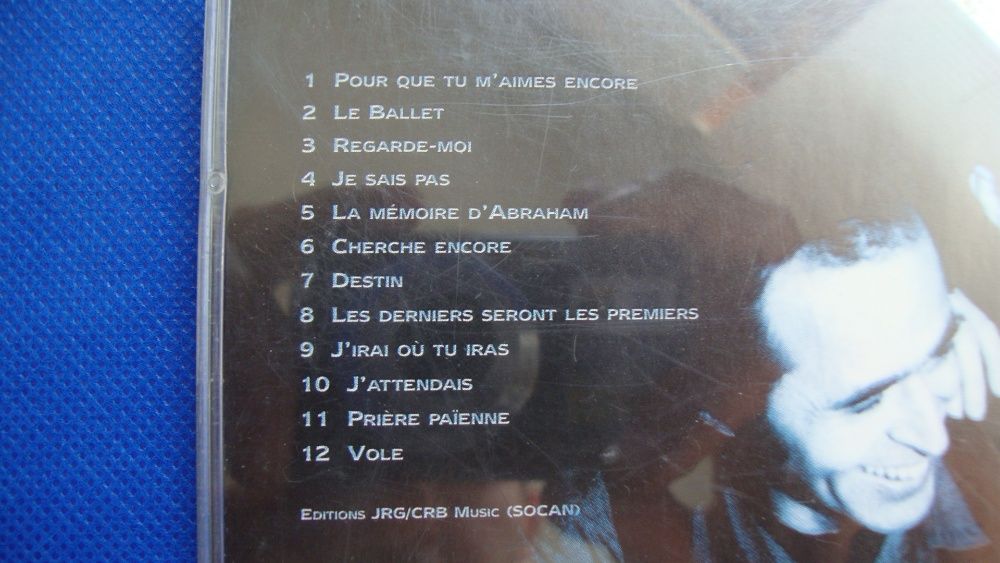 1 Pour que tu m'aimes encore
2 Le Ballet
3 Regarde-moi
4 Je sais pas
5 La mémoire d'Abraham
6 Cherche encore
7 Destin
8 Les derniers seront les premiers
9 J'irai où tu iras
10 J'attendais
11 Prière païenne
12 Vole
Editions JRG/CRB Music (SOCAN)